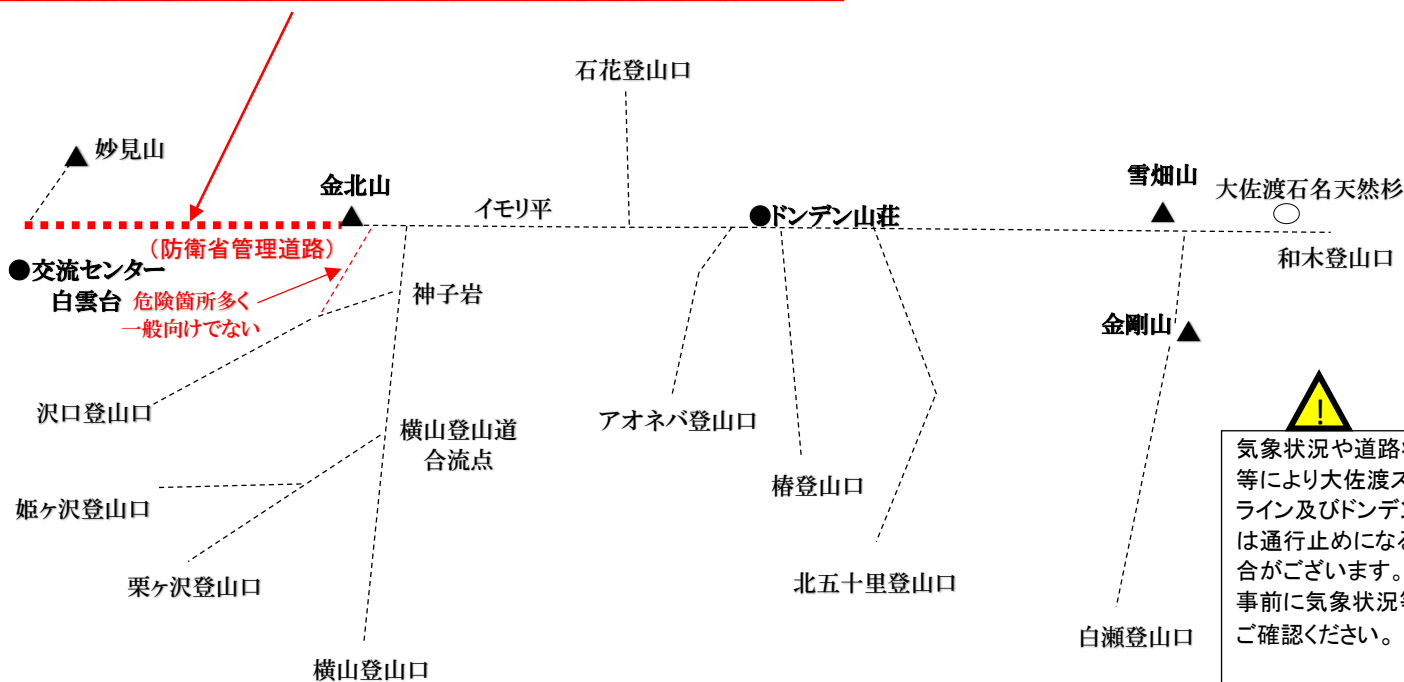 石花登山口
妙見山
金北山
イモリ平
●ドンデン山荘
雪畑山
大佐渡石名天然杉
(防衛省管理道路)
和木登山口
●交流センター
白雲台
危険箇所多く
一般向けでない
神子岩
金剛山
沢口登山口
アオネバ登山口
横山登山道
合流点
姫ヶ沢登山口
椿登山口
栗ヶ沢登山口
北五十里登山口
横山登山口
白瀬登山口
!
気象状況や道路
等により大佐渡ス
ライン及びドンデ
は通行止めになる
合がございます。
事前に気象状況等
ご確認ください。